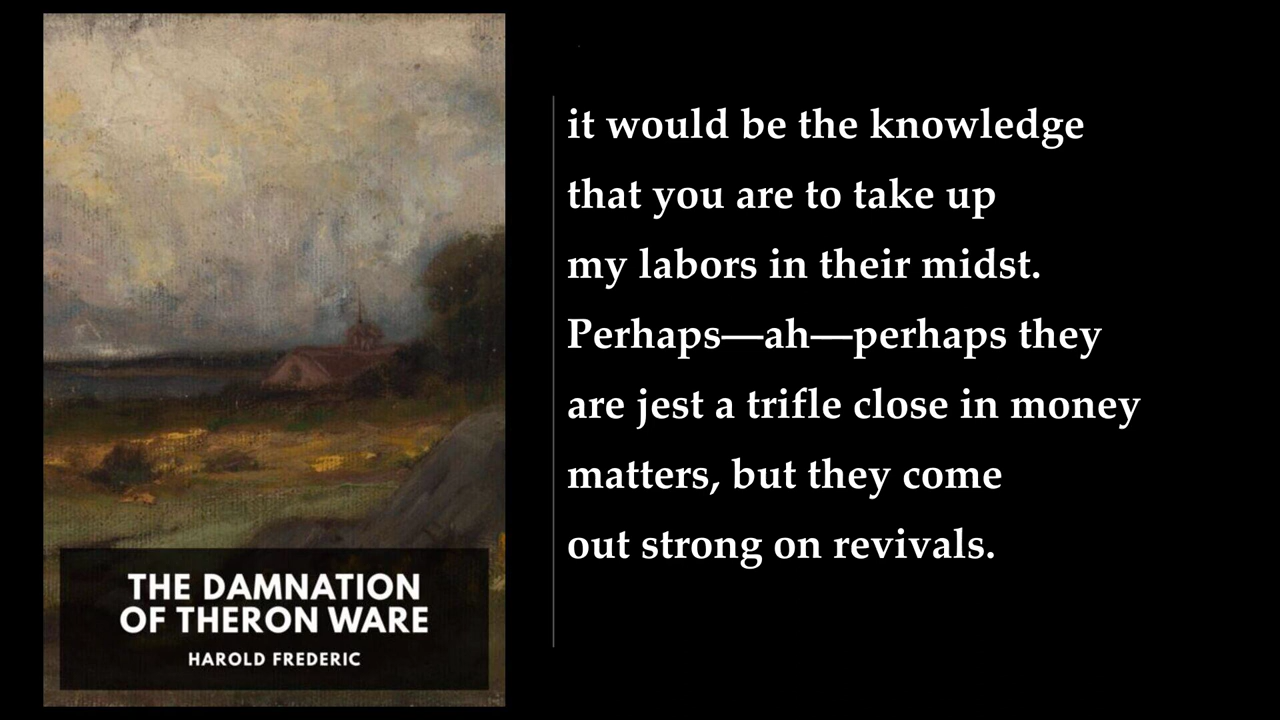 it would be the knowledge
that you are to take up
my labors in their midst.
Perhaps—ah—perhaps they
are jest a trifle close in money
matters, but they come
out strong on revivals.
THE DAMNATION
OF THERON WARE
HAROLD FREDERIC